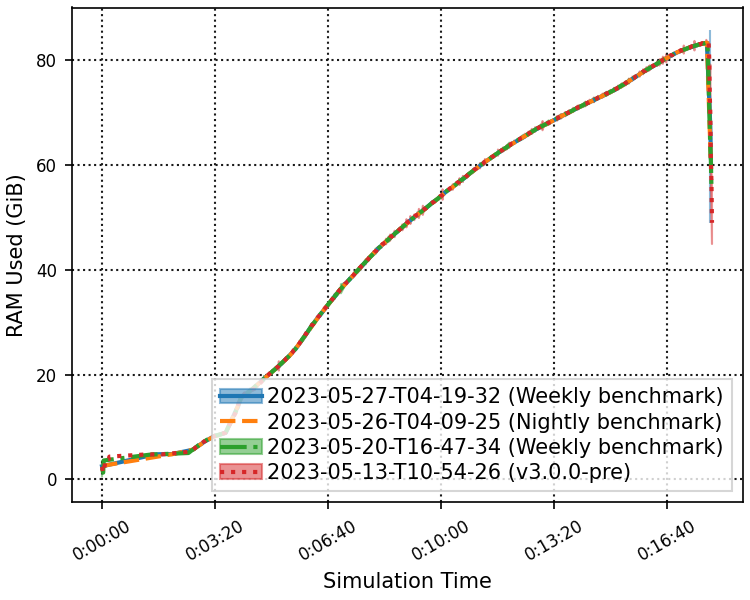 80
60
40
20
0
RAM Used (GiB)
2023-05-27-T04-19-32 (Weekly benchmark)
2023-05-26-T04-09-25 (Nightly benchmark)
2023-05-20-T16-47-34 (Weekly benchmark)
2023-05-13-T10-54-26 (v3.0.0-pre)
0:00:00
0:03:20
0:06:40
0:10:00
0:13:20
0:16:40
Simulation Time